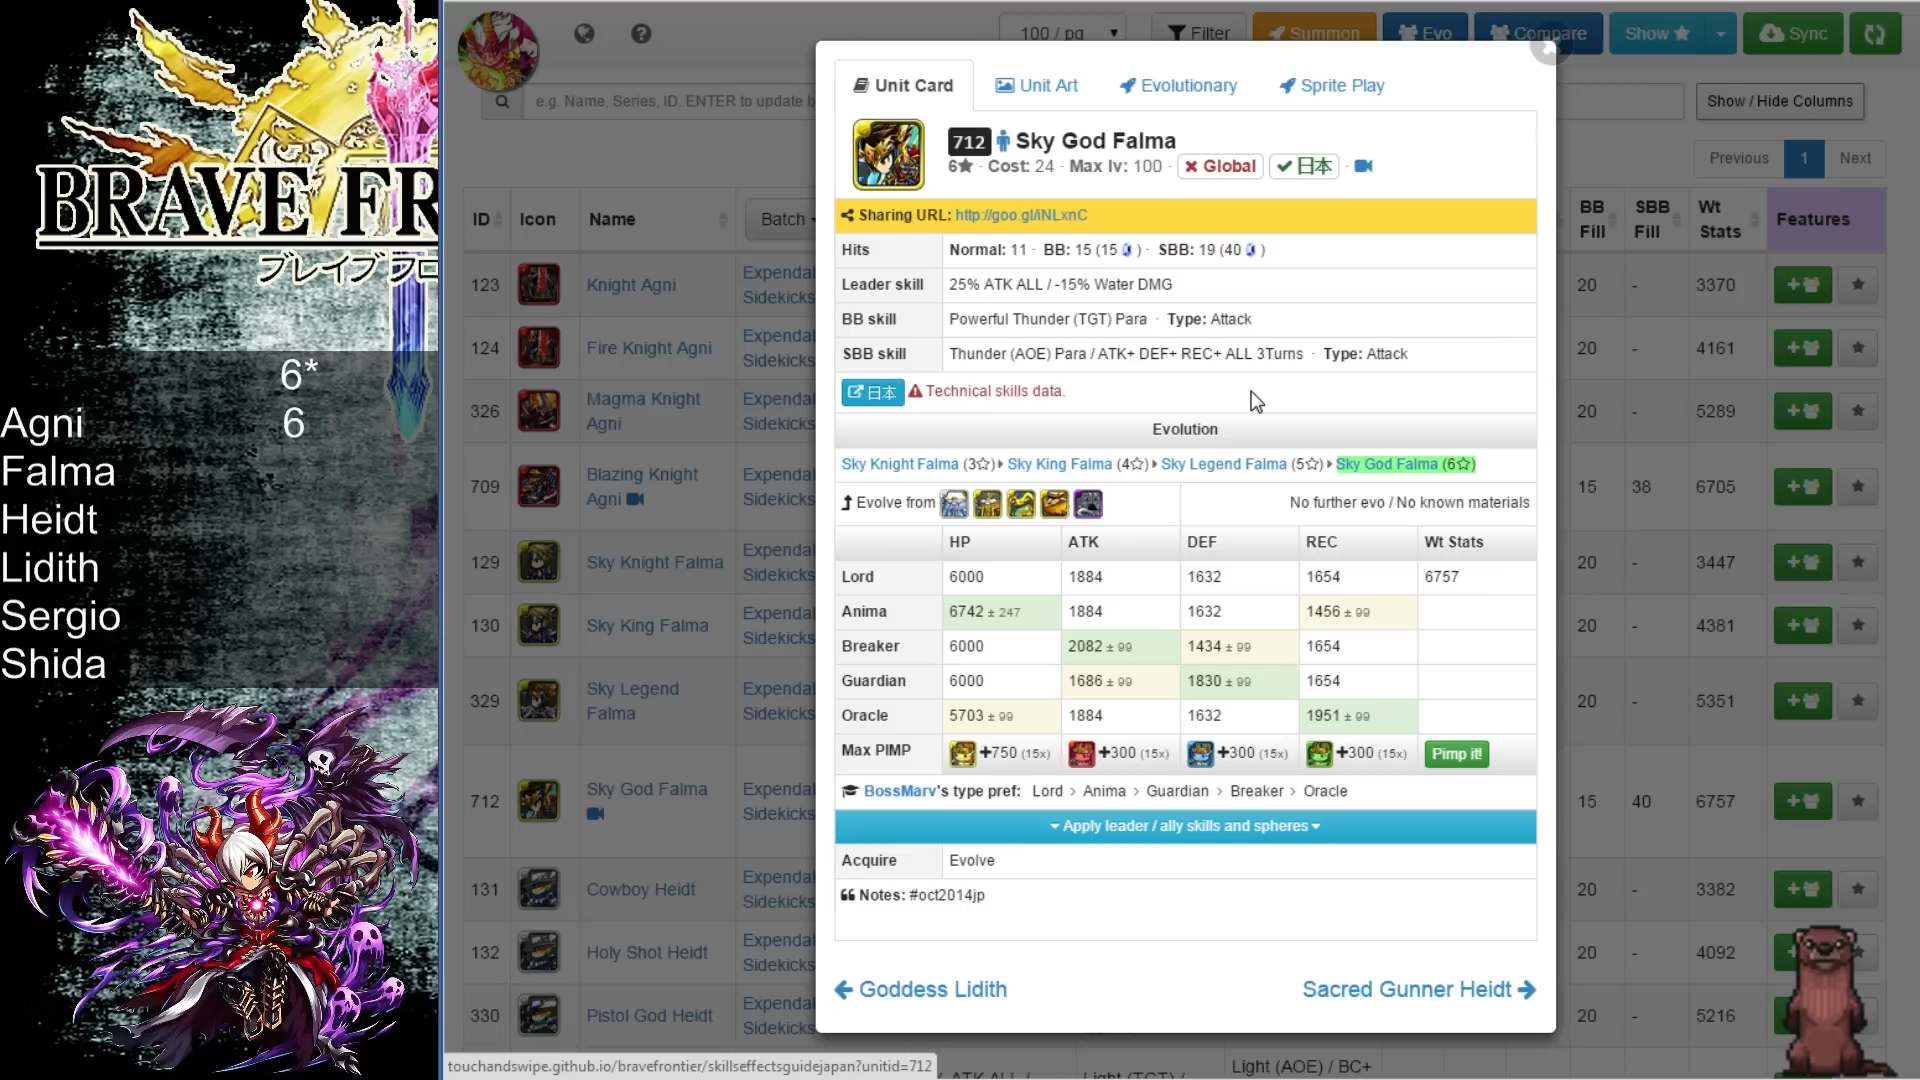 BRAVE FR
ブレイブ フロ
6*
Agni 6
Falma
Heidt
Lidith
Sergio
Shida
100 / pg
Filter
Summon
Evo
Compare
Show
Sync
e.g. Name, Series, ID. ENTER to update b
Show / Hide Columns
Previous 1 Next
ID Icon Name Batch
BB Fill
SBB Fill
Wt Stats
Features
123 Knight Agni Expendal Sidekicks 20 - 3370
124 Fire Knight Agni Expendal Sidekicks 20 - 4161
326 Magma Knight Agni Expendal Sidekicks 20 - 5289
709 Blazing Knight Agni Expendal Sidekicks 15 38 6705
129 Sky Knight Falma Expendal Sidekicks 20 - 3447
130 Sky King Falma Expendal Sidekicks 20 - 4381
329 Sky Legend Falma Expendal Sidekicks 20 - 5351
712 Sky God Falma Expendal Sidekicks 15 40 6757
131 Cowboy Heidt Expendal Sidekicks 20 - 3382
132 Holy Shot Heidt Expendal Sidekicks 20 - 4092
330 Pistol God Heidt Expendal Sidekicks 20 - 5216
Light (AOE) / BC+
ATK ALL /
Light (TGT) /
Unit Card Unit Art Evolutionary Sprite Play
712 Sky God Falma
6★ · Cost: 24 · Max lv: 100 · Global 日本 ·
Sharing URL: http://goo.gl/iNLxnC
Hits Normal: 11 · BB: 15 (15 ) · SBB: 19 (40 )
Leader skill 25% ATK ALL / -15% Water DMG
BB skill Powerful Thunder (TGT) Para · Type: Attack
SBB skill Thunder (AOE) Para / ATK+ DEF+ REC+ ALL 3Turns · Type: Attack
日本 Technical skills data.
Evolution
Sky Knight Falma (3☆) Sky King Falma (4☆) Sky Legend Falma (5☆) Sky God Falma (6☆)
Evolve from No further evo / No known materials
HP ATK DEF REC Wt Stats
Lord 6000 1884 1632 1654 6757
Anima 6742 ± 247 1884 1632 1456 ± 99
Breaker 6000 2082 ± 99 1434 ± 99 1654
Guardian 6000 1686 ± 99 1830 ± 99 1654
Oracle 5703 ± 99 1884 1632 1951 ± 99
Max PIMP +750 (15x) +300 (15x) +300 (15x) +300 (15x) Pimp it!
BossMarv's type pref: Lord > Anima > Guardian > Breaker > Oracle
Apply leader / ally skills and spheres
Acquire Evolve
Notes: #oct2014jp
Goddess Lidith Sacred Gunner Heidt
touchandswipe.github.io/bravefrontier/skillseffectsguidejapan?unitid=712